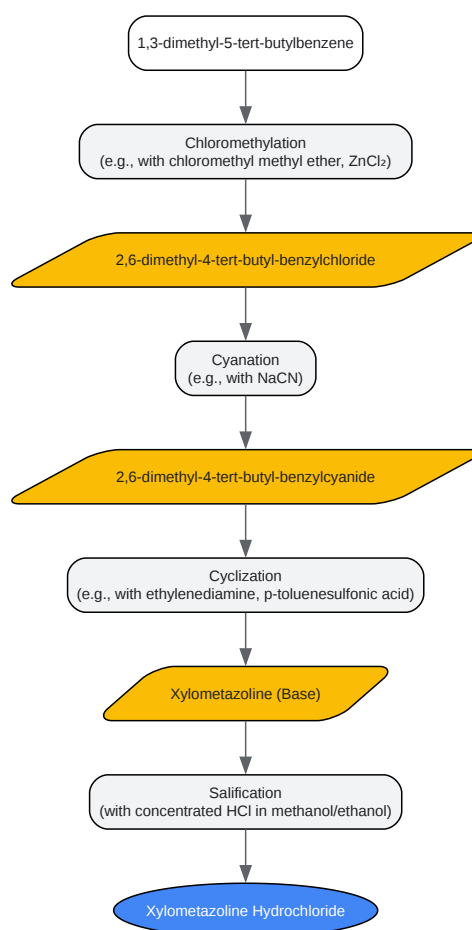 1,3-dimethyl-5-tert-butylbenzene
Chloromethylation
(e.g., with chloromethyl methyl ether, ZnCl₂)
2,6-dimethyl-4-tert-butyl-benzylchloride
Cyanation
(e.g., with NaCN)
2,6-dimethyl-4-tert-butyl-benzylcyanide
Cyclization
(e.g., with ethylenediamine, p-toluenesulfonic acid)
Xylometazoline (Base)
Salification
(with concentrated HCl in methanol/ethanol)
Xylometazoline Hydrochloride